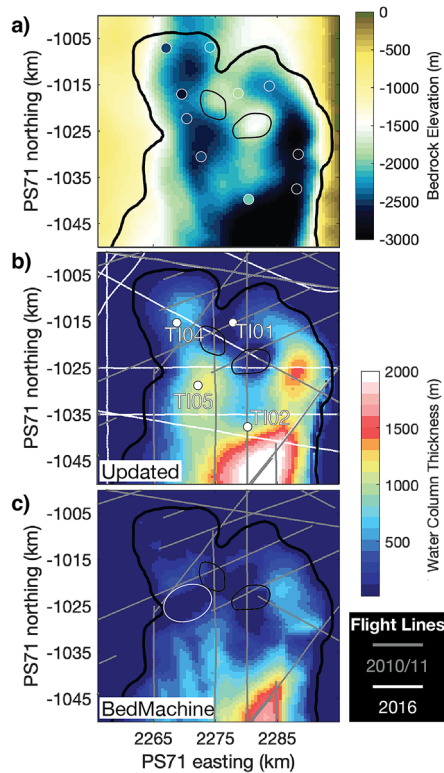 a)
-1005
-1015
-1025
-1035
-1045
PS71 northing (km)
0
-500
-1000
-1500
-2000
-2500
-3000
Bedrock Elevation (m)
b)
-1005
-1015
-1025
-1035
-1045
PS71 northing (km)
TI04
TI01
TI05
TI02
Updated
2000
1500
1000
500
Water Column Thickness (m)
c)
-1005
-1015
-1025
-1035
-1045
PS71 northing (km)
BedMachine
2265
2275
2285
PS71 easting (km)
Flight Lines
2010/11
2016